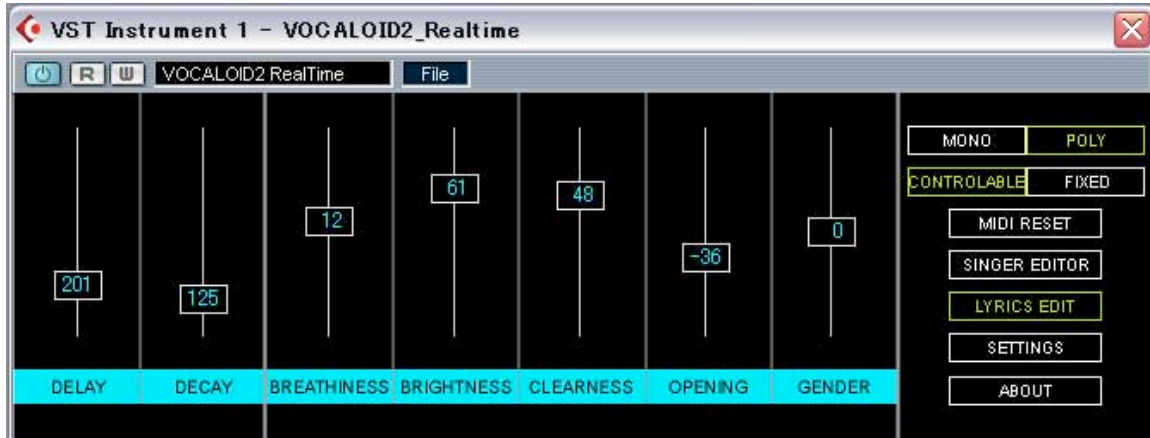 VST Instrument 1 - VOCALOID2_Realtime
R W VOCALOID2 RealTime File
MONO POLY
CONTROLABLE FIXED
MIDI RESET
SINGER EDITOR
LYRICS EDIT
SETTINGS
ABOUT
201 125 12 61 48 -36 0
DELAY DECAY BREATHINESS BRIGHTNESS CLEARNESS OPENING GENDER